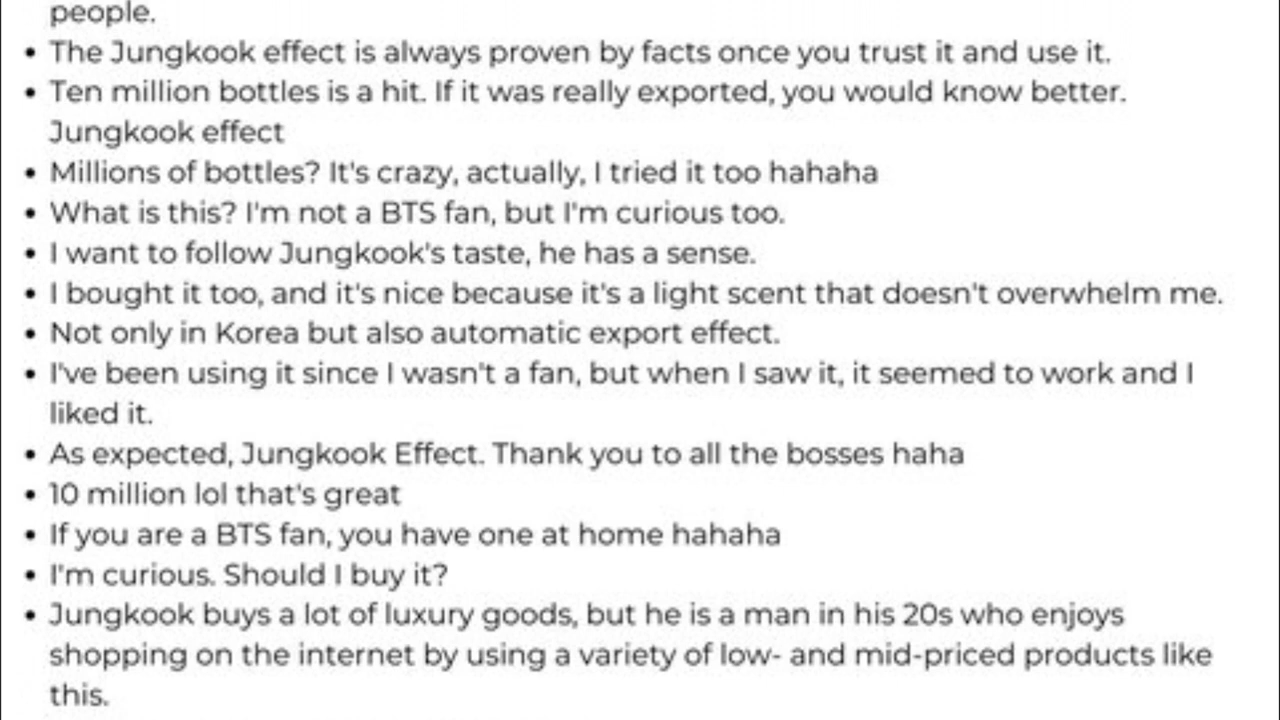 people.
• The Jungkook effect is always proven by facts once you trust it and use it.
• Ten million bottles is a hit. If it was really exported, you would know better.
Jungkook effect
• Millions of bottles? It's crazy, actually, I tried it too hahaha
• What is this? I'm not a BTS fan, but I'm curious too.
• I want to follow Jungkook's taste, he has a sense.
• I bought it too, and it's nice because it's a light scent that doesn't overwhelm me.
• Not only in Korea but also automatic export effect.
• I've been using it since I wasn't a fan, but when I saw it, it seemed to work and I
liked it.
• As expected, Jungkook Effect. Thank you to all the bosses haha
• 10 million lol that's great
• If you are a BTS fan, you have one at home hahaha
• I'm curious. Should I buy it?
• Jungkook buys a lot of luxury goods, but he is a man in his 20s who enjoys
shopping on the internet by using a variety of low- and mid-priced products like
this.